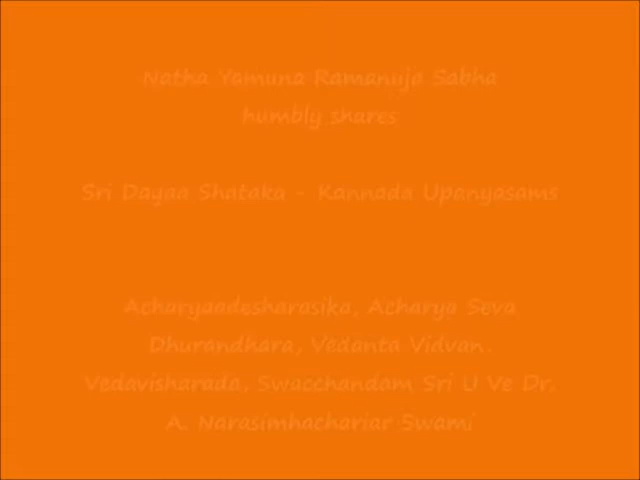 Natha Yamuna Ramanuja Sabha
humbly shares
Sri Dayaa Shataka - Kannada Upanyasams
Acharyaadesharasika, Acharya Seva
Dhurandhara, Vedanta Vidvan.
Vedavisharada, Swacchandam Sri U Ve Dr.
A. Narasimhachariar Swami